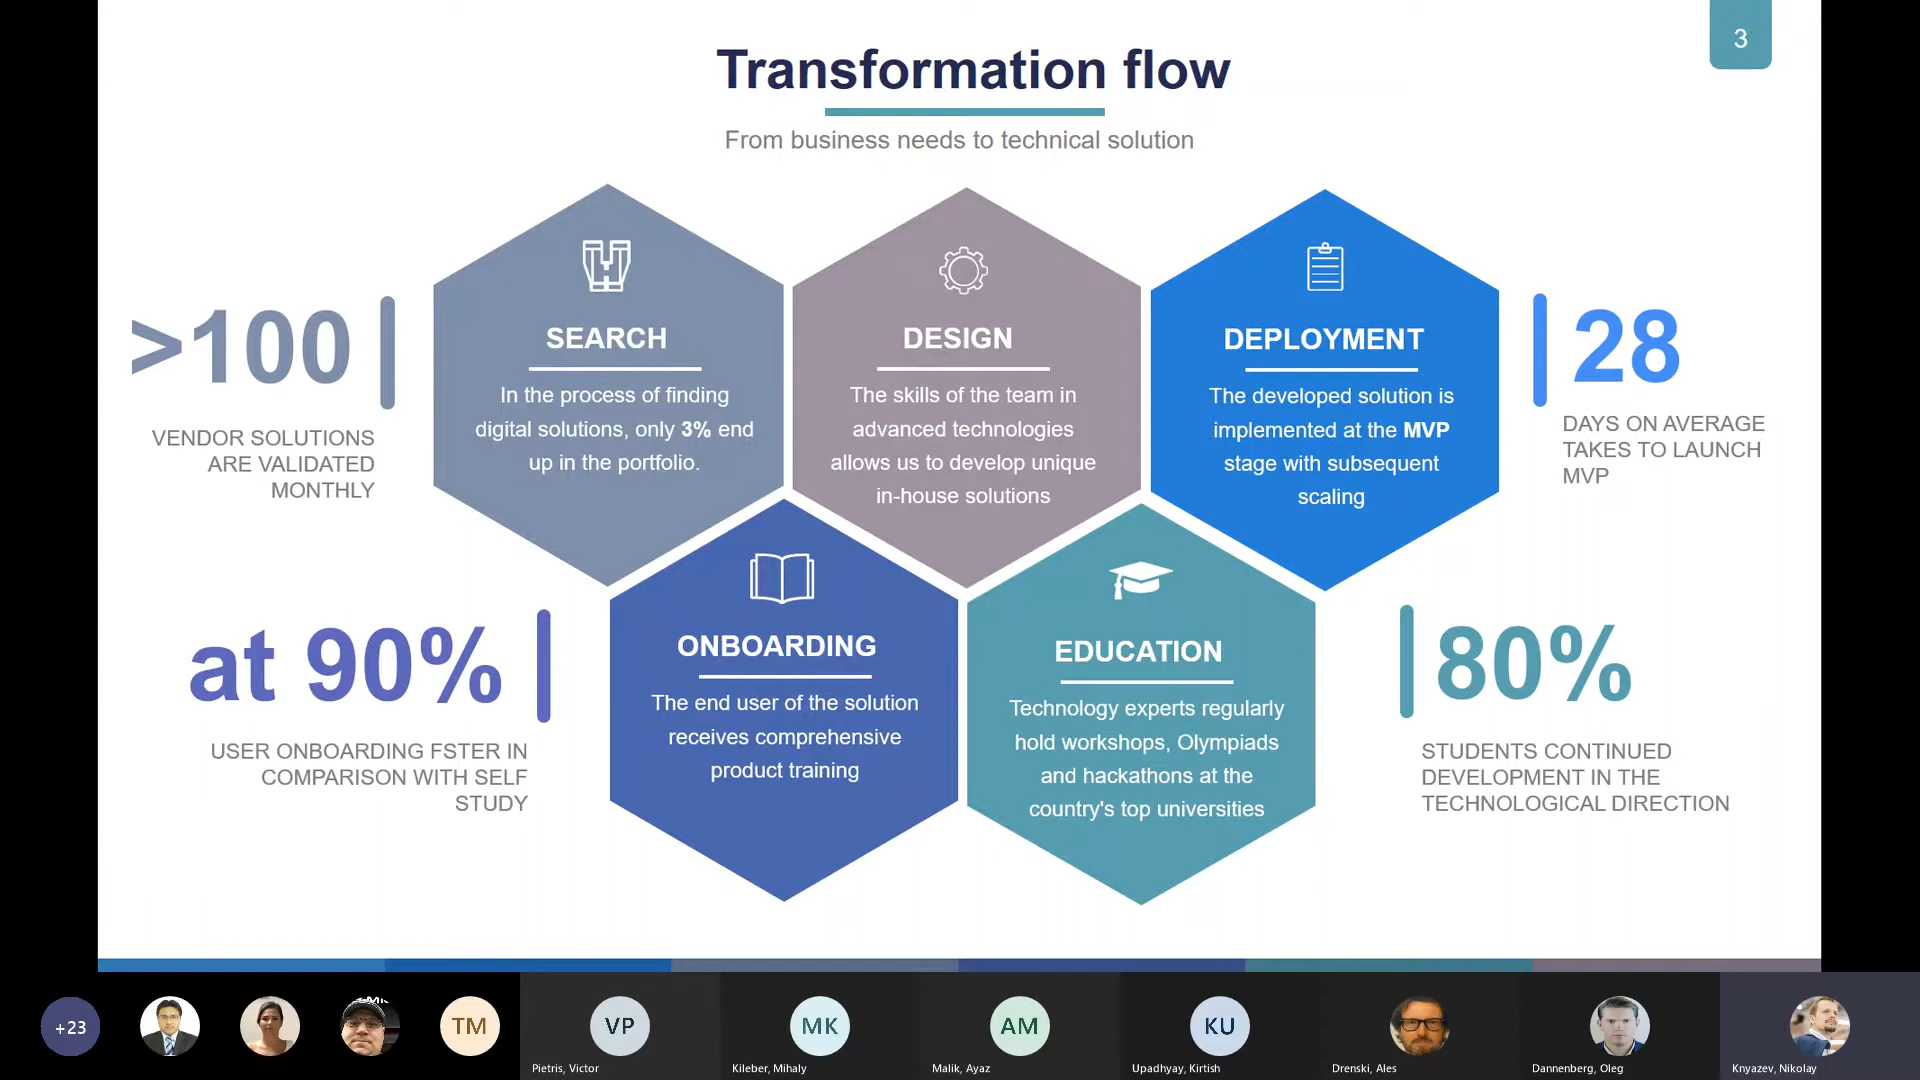 3
Transformation flow
From business needs to technical solution
>100
VENDOR SOLUTIONS
ARE VALIDATED
MONTHLY
SEARCH
In the process of finding
digital solutions, only 3% end
up in the portfolio.
DESIGN
The skills of the team in
advanced technologies
allows us to develop unique
in-house solutions
DEPLOYMENT
The developed solution is
implemented at the MVP
stage with subsequent
scaling
28
DAYS ON AVERAGE
TAKES TO LAUNCH
MVP
at 90%
USER ONBOARDING FSTER IN
COMPARISON WITH SELF
STUDY
ONBOARDING
The end user of the solution
receives comprehensive
product training
EDUCATION
Technology experts regularly
hold workshops, Olympiads
and hackathons at the
country's top universities
80%
STUDENTS CONTINUED
DEVELOPMENT IN THE
TECHNOLOGICAL DIRECTION
+23
TM
VP
MK
AM
KU
Pietris, Victor
Kileber, Mihaly
Malik, Ayaz
Upadhyay, Kirtish
Drenski, Ales
Dannenberg, Oleg
Knyazev, Nikolay